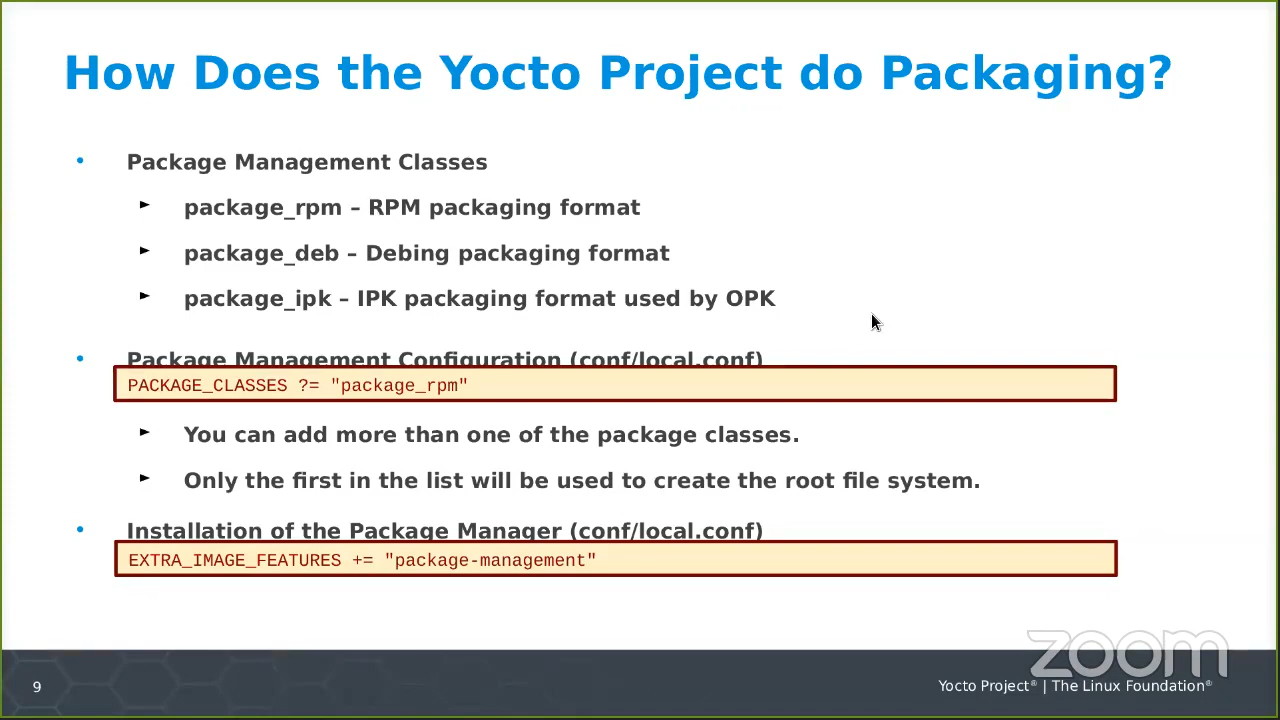 How Does the Yocto Project do Packaging?
• Package Management Classes
► package_rpm – RPM packaging format
► package_deb – Debing packaging format
► package_ipk – IPK packaging format used by OPK
• Package Management Configuration (conf/local.conf)
PACKAGE_CLASSES ?= "package_rpm"
► You can add more than one of the package classes.
► Only the first in the list will be used to create the root file system.
• Installation of the Package Manager (conf/local.conf)
EXTRA_IMAGE_FEATURES += "package-management"
zoom
9
Yocto Project® | The Linux Foundation®